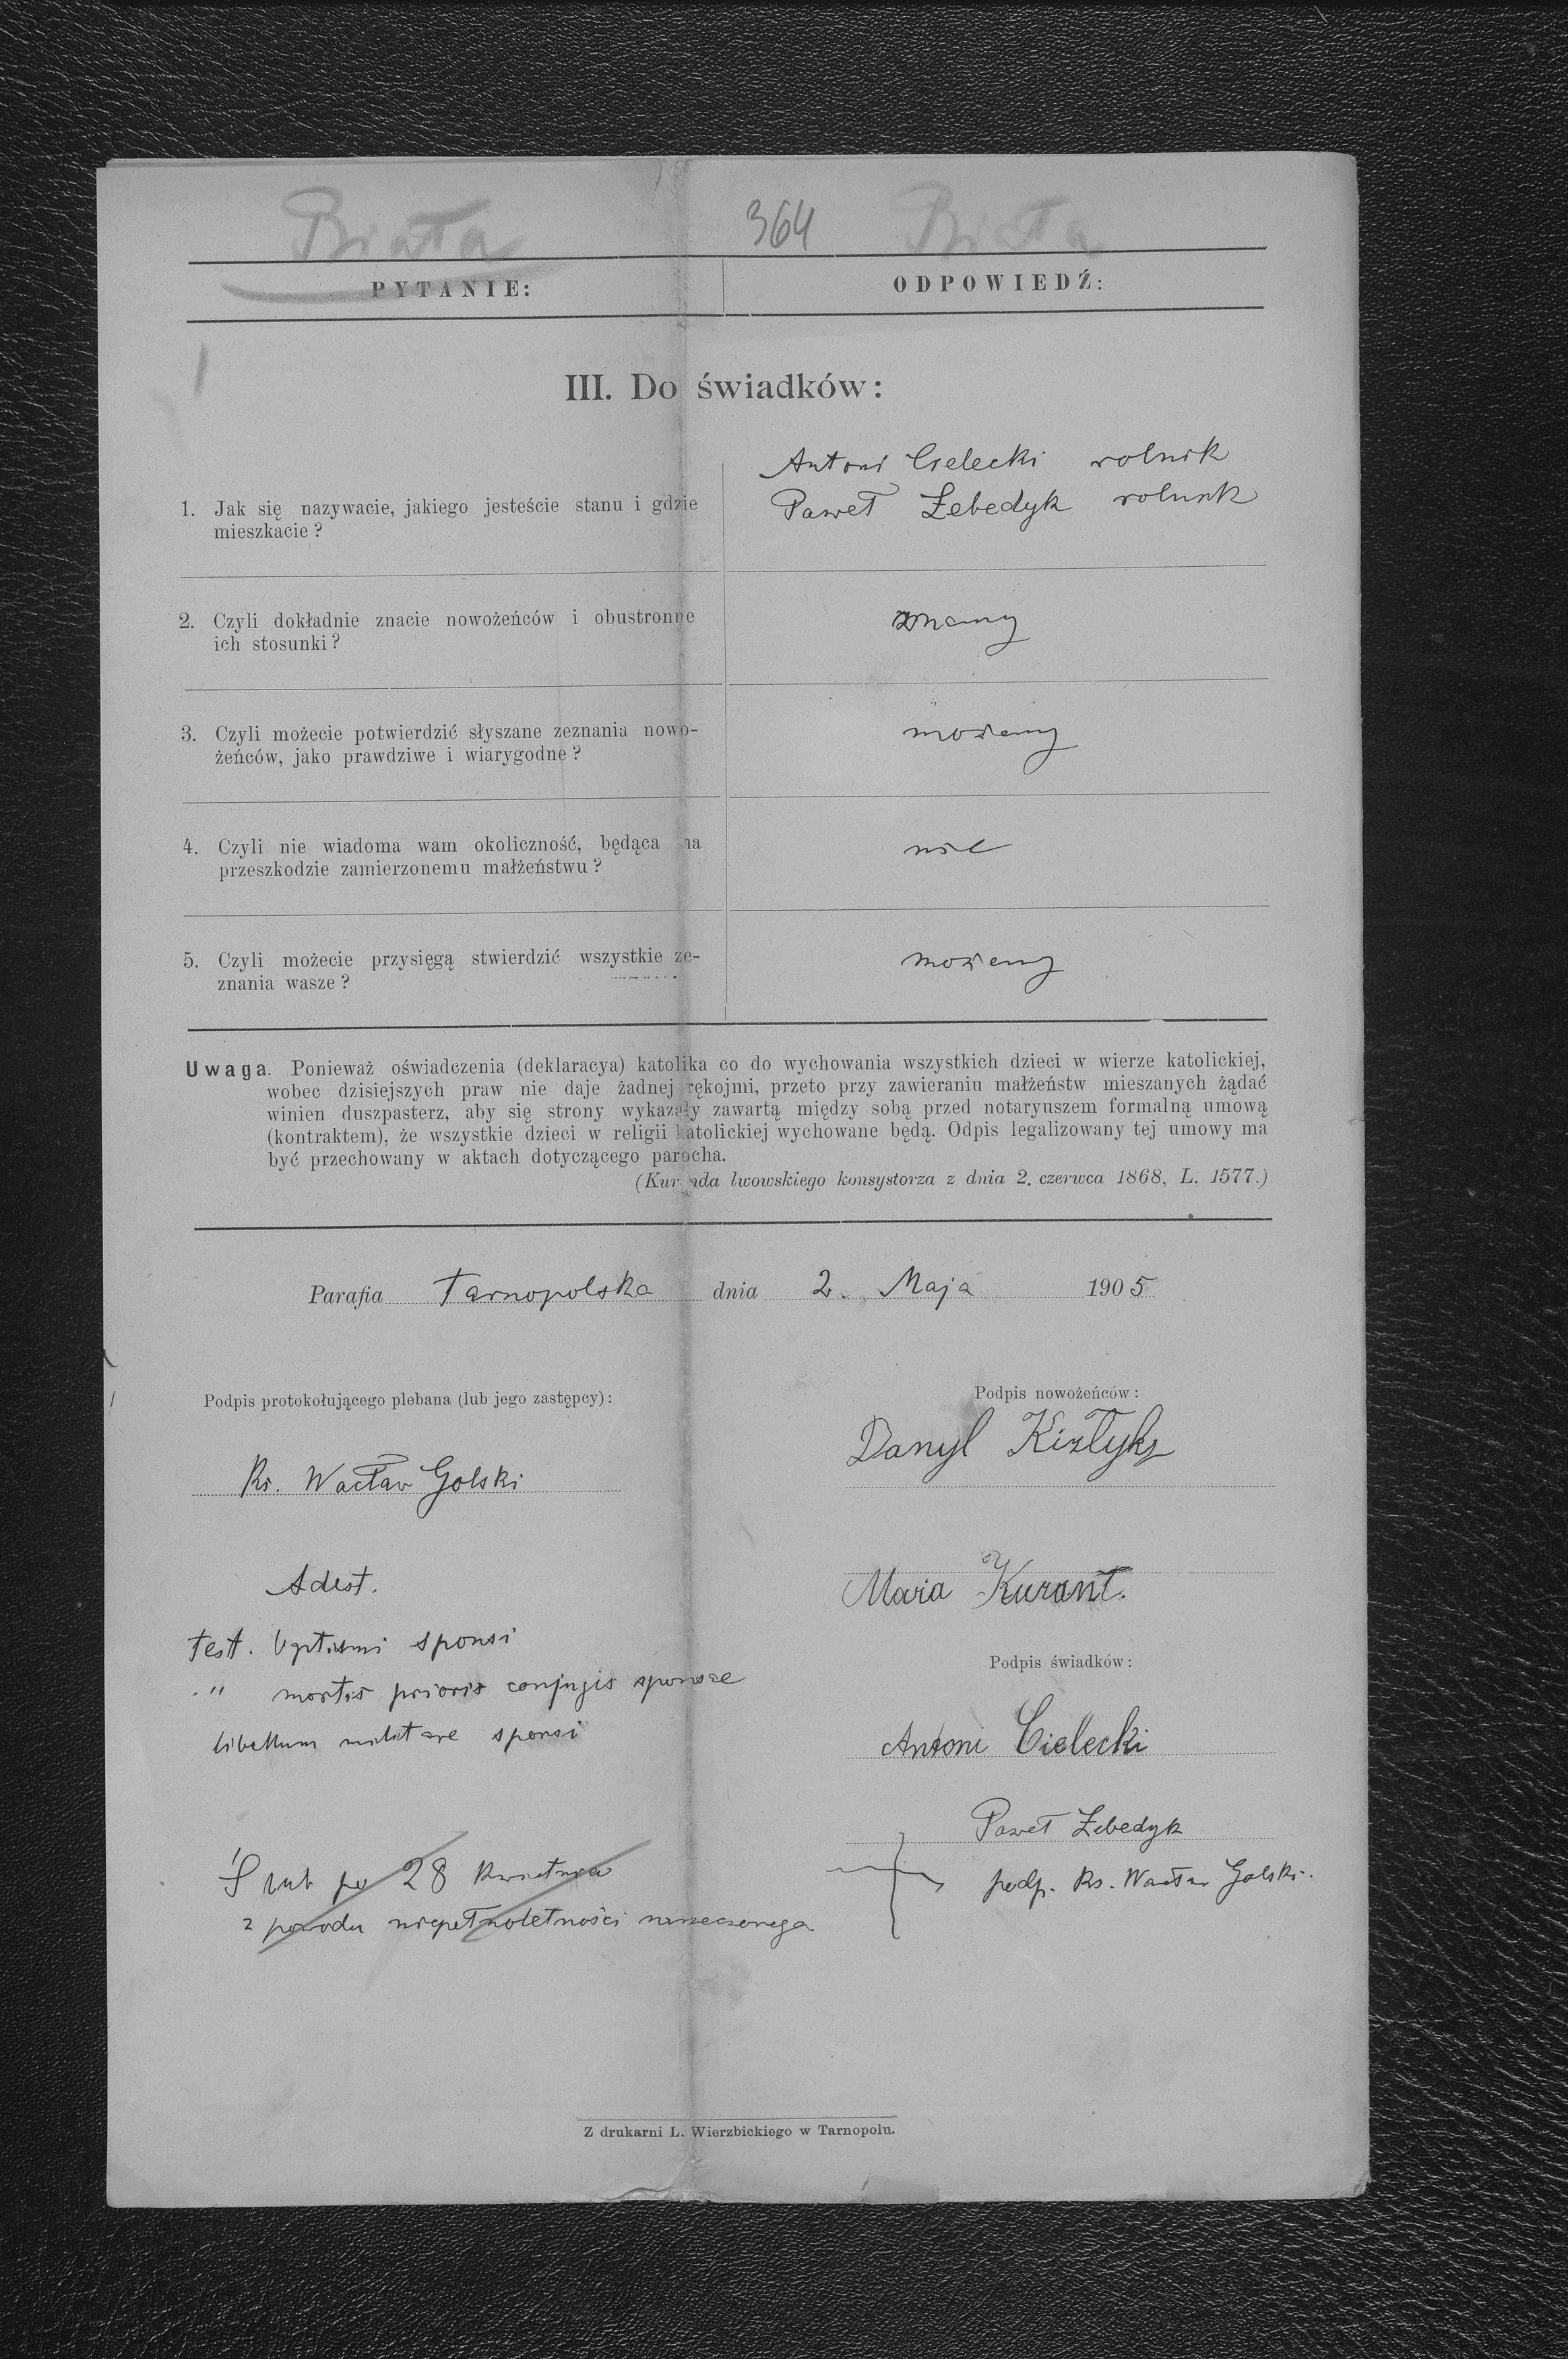 Biała 364 Biała
PYTANIE: ODPOWIEDŹ:
III. Do świadków:
1. Jak się nazywacie, jakiego jesteście stanu i gdzie
mieszkacie?
Antoni Cielecki rolnik
Paweł Łebedyk rolnik
2. Czyli dokładnie znacie nowożeńców i obustronne
ich stosunki?
znamy
3. Czyli możecie potwierdzić słyszane zeznania nowo-
żeńców, jako prawdziwe i wiarygodne?
możemy
4. Czyli nie wiadoma wam okoliczność, będąca na
przeszkodzie zamierzonemu małżeństwu?
nie
5. Czyli możecie przysięgą stwierdzić wszystkie ze-
znania wasze?
możemy
Uwaga. Ponieważ oświadczenia (deklaracya) katolika co do wychowania wszystkich dzieci w wierze katolickiej,
wobec dzisiejszych praw nie daje żadnej rękojmi, przeto przy zawieraniu małżeństw mieszanych żądać
winien duszpasterz, aby się strony wykazały zawartą między sobą przed notaryuszem formalną umową
(kontraktem), że wszystkie dzieci w religii katolickiej wychowane będą. Odpis legalizowany tej umowy ma
być przechowany w aktach dotyczącego parocha.
(Kurenda lwowskiego konsystorza z dnia 2. czerwca 1868, L. 1577.)
Parafia Tarnopolska dnia 2. Maja 1905
Podpis protokołującego plebana (lub jego zastępcy):
Ks. Wacław Golski
Podpis nowożeńców:
Danyl Kizłyk
Maria Kurant.
Adest.
Test. bptismi sponsi
" mortis prioris conjugis sponsae
libellum militare sponsi
Podpis świadków:
Antoni Cielecki
Paweł Łebedyk
podp. Ks. Wacław Golski.
Ślub po 28 Kwietnia
z powodu niepełnoletności narzeczonego
Z drukarni L. Wierzbickiego w Tarnopolu.